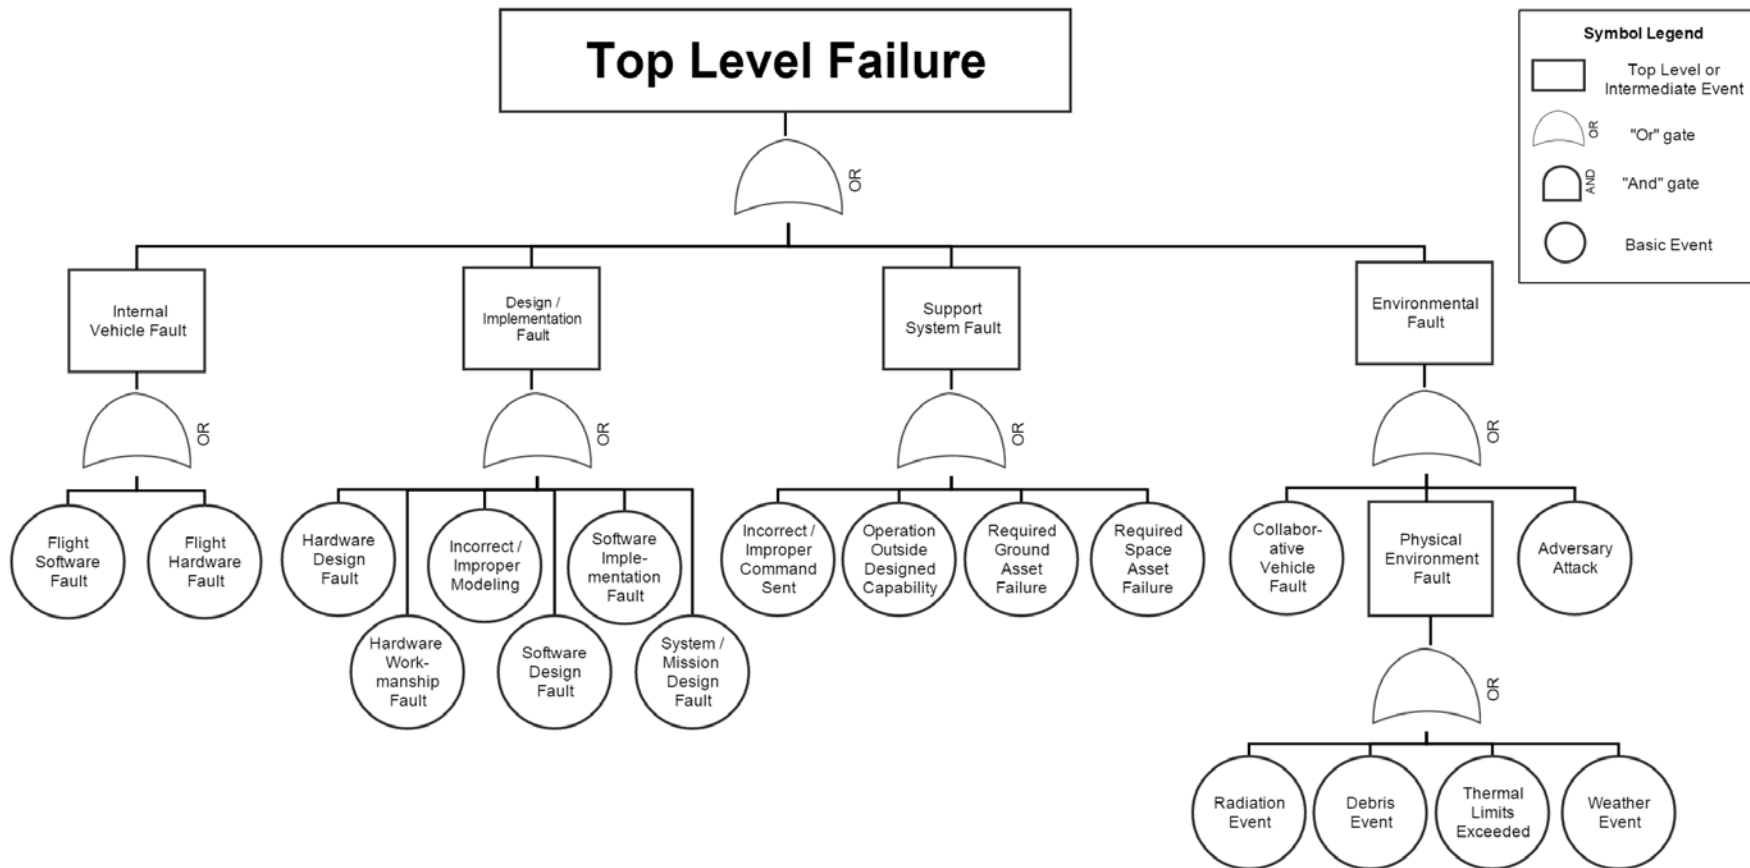 Top Level Failure
OR
Symbol Legend
Top Level or
Intermediate Event
OR
"Or" gate
AND
"And" gate
Basic Event
Internal
Vehicle Fault
Design /
Implementation
Fault
Support
System Fault
Environmental
Fault
OR
OR
OR
OR
Flight
Software
Fault
Flight
Hardware
Fault
Hardware
Design
Fault
Hardware
Work-
manship
Fault
Incorrect /
Improper
Modeling
Software
Design
Fault
Software
Imple-
mentation
Fault
System /
Mission
Design
Fault
Incorrect /
Improper
Command
Sent
Operation
Outside
Designed
Capability
Required
Ground
Asset
Failure
Required
Space
Asset
Failure
Collabor-
ative
Vehicle
Fault
Physical
Environment
Fault
Adversary
Attack
OR
Radiation
Event
Debris
Event
Thermal
Limits
Exceeded
Weather
Event